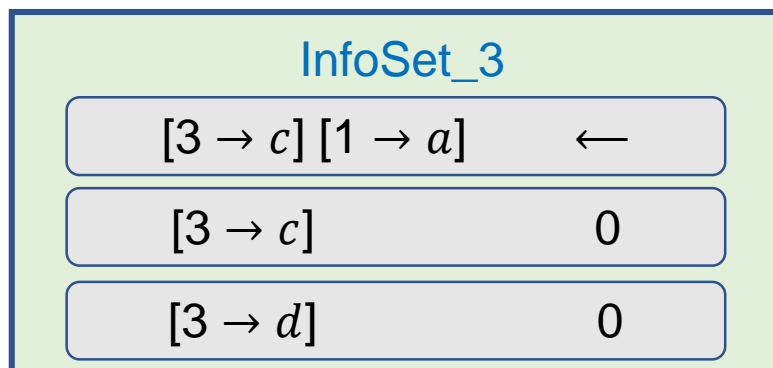 InfoSet_3
[3 → c] [1 → a] ←
[3 → c] 0
[3 → d] 0